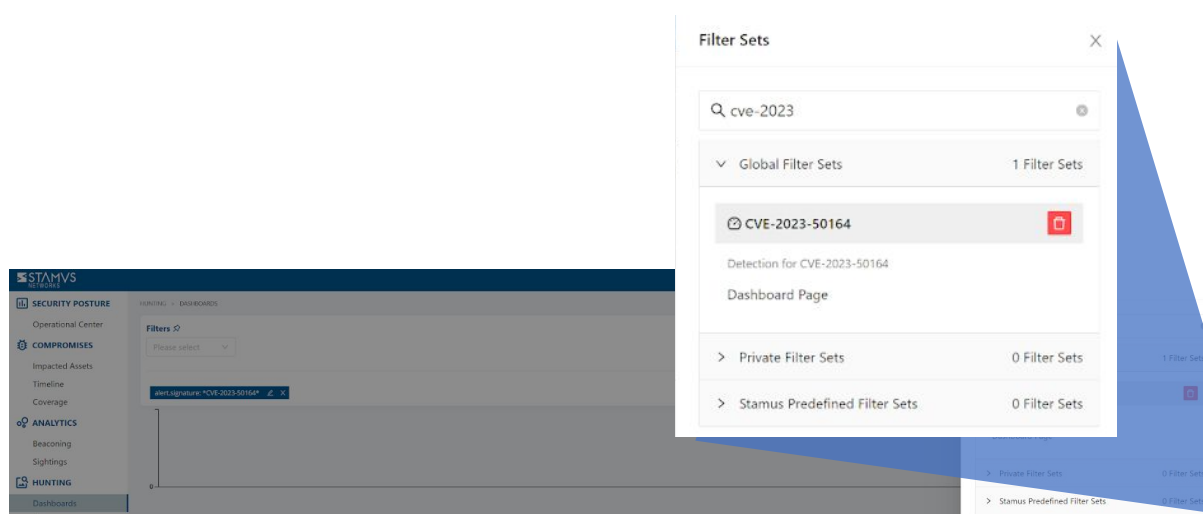 Filter Sets
cve-2023
Global Filter Sets 1 Filter Sets
CVE-2023-50164
Detection for CVE-2023-50164
Dashboard Page
Private Filter Sets 0 Filter Sets
Stamus Predefined Filter Sets 0 Filter Sets
STAMVS
NETWORKS
SECURITY POSTURE
Operational Center
COMPROMISES
Impacted Assets
Timeline
Coverage
ANALYTICS
Beaconing
Sightings
HUNTING
Dashboards
HUNTING < DASHBOARDS
Filters
Please select
alert.signature: *CVE-2023-50164* X
0
1 Filter Sets
Dashboard Page
Private Filter Sets 0 Filter Sets
Stamus Predefined Filter Sets 0 Filter Sets